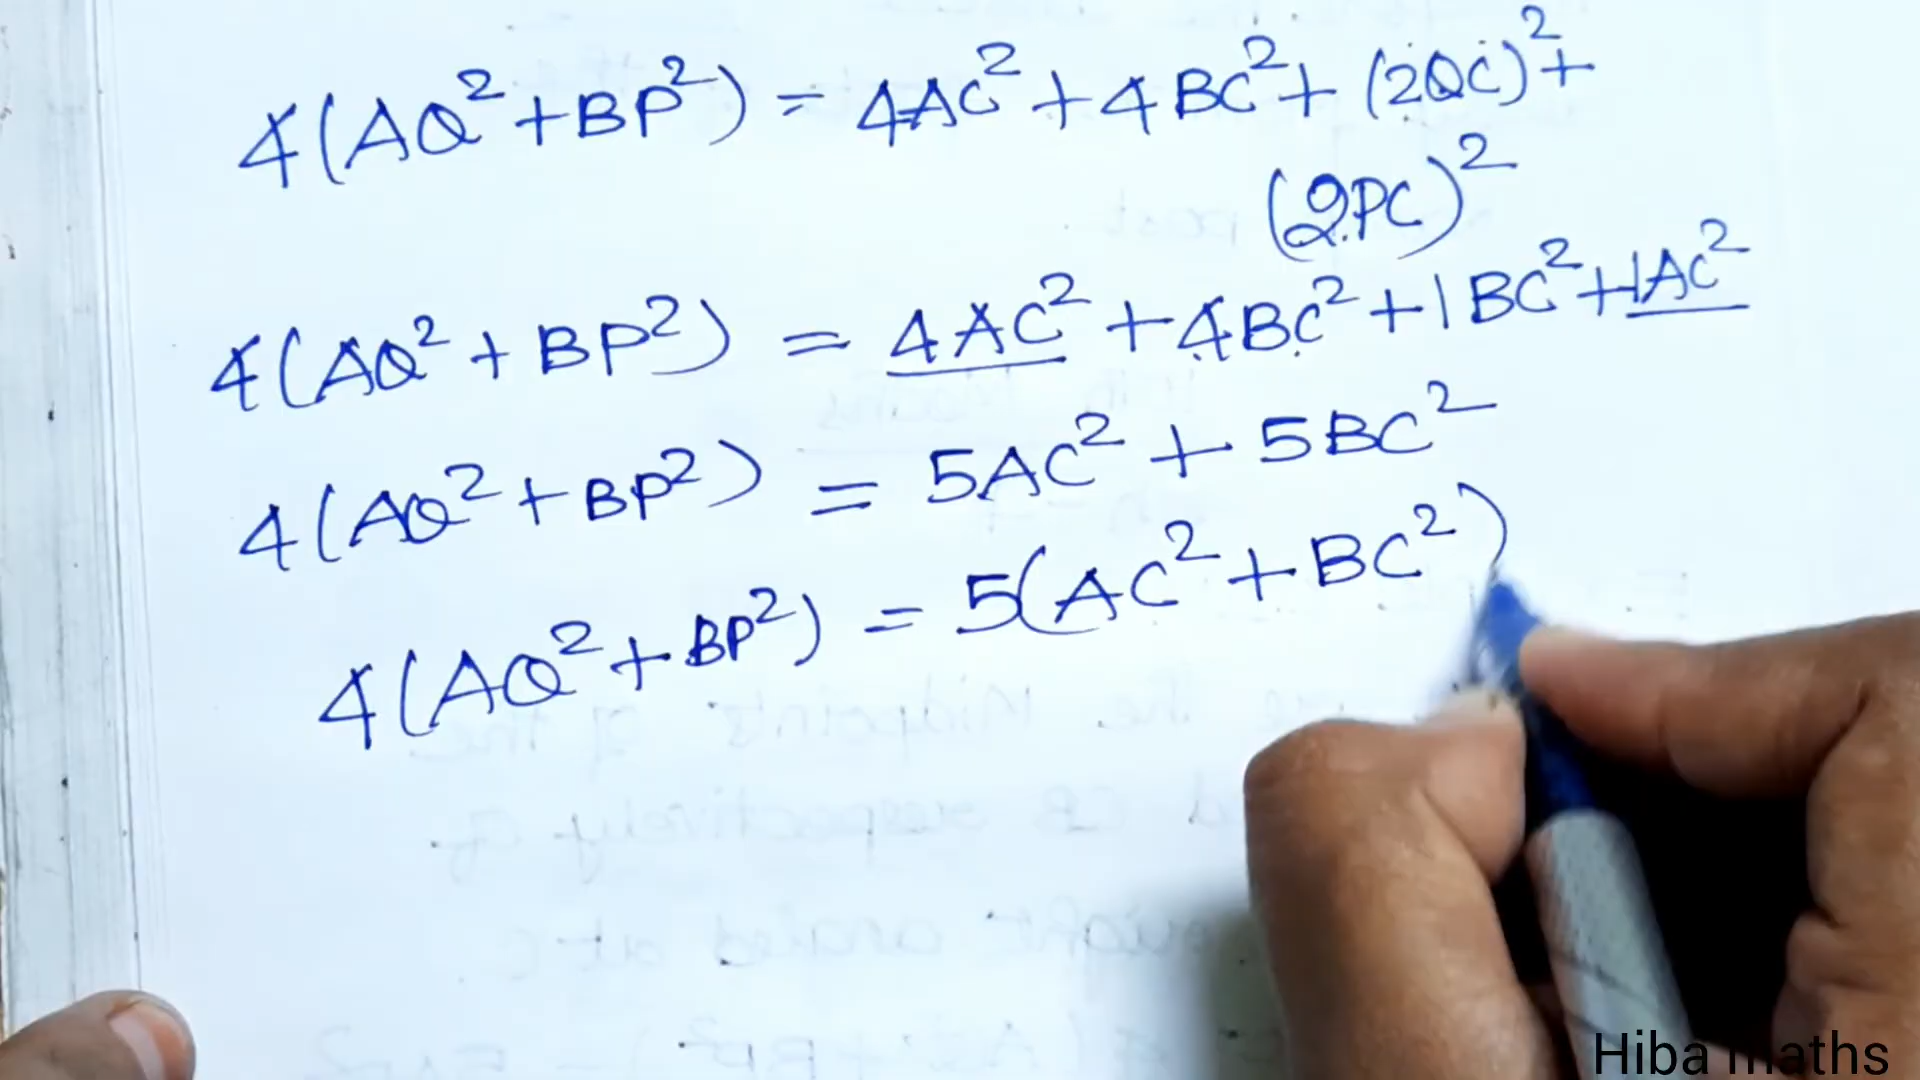 4(AQ²+BP²) = 4AC²+4BC²+(2QC)²+
(2PC)²
4(AQ²+BP²) = 4AC²+4BC²+1BC²+1AC²
4(AQ²+BP²) = 5AC²+5BC²
4(AQ²+BP²) = 5(AC²+BC²)
Hiba maths